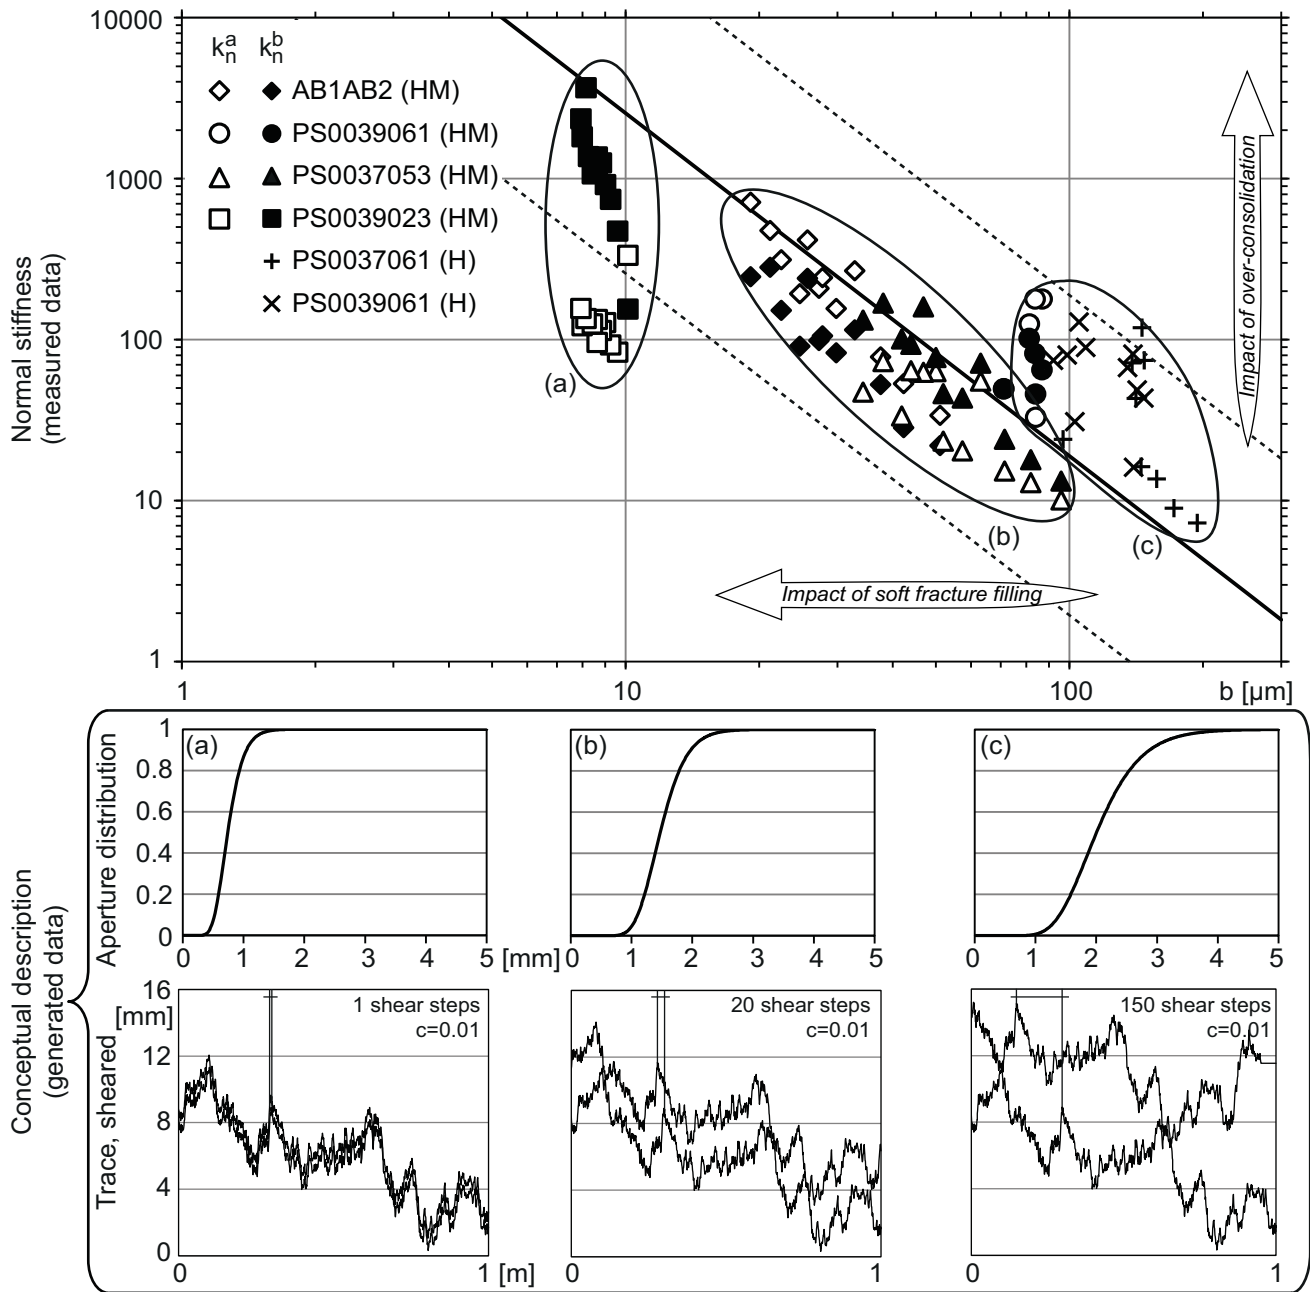 10000
1000
100
10
1
Normal stiffness
(measured data)
k_n^a k_n^b
AB1AB2 (HM)
PS0039061 (HM)
PS0037053 (HM)
PS0039023 (HM)
PS0037061 (H)
PS0039061 (H)
(a)
(b)
(c)
Impact of over-consolidation
Impact of soft fracture filling
1 10 100 b [µm]
Conceptual description
(generated data)
Aperture distribution
1
0.8
0.6
0.4
0.2
0
(a)
0 1 2 3 4 5 [mm]
(b)
0 1 2 3 4 5
(c)
0 1 2 3 4 5
Trace, sheared
16
[mm]
12
8
4
0
1 shear steps
c=0.01
0 1 [m]
20 shear steps
c=0.01
0 1
150 shear steps
c=0.01
0 1